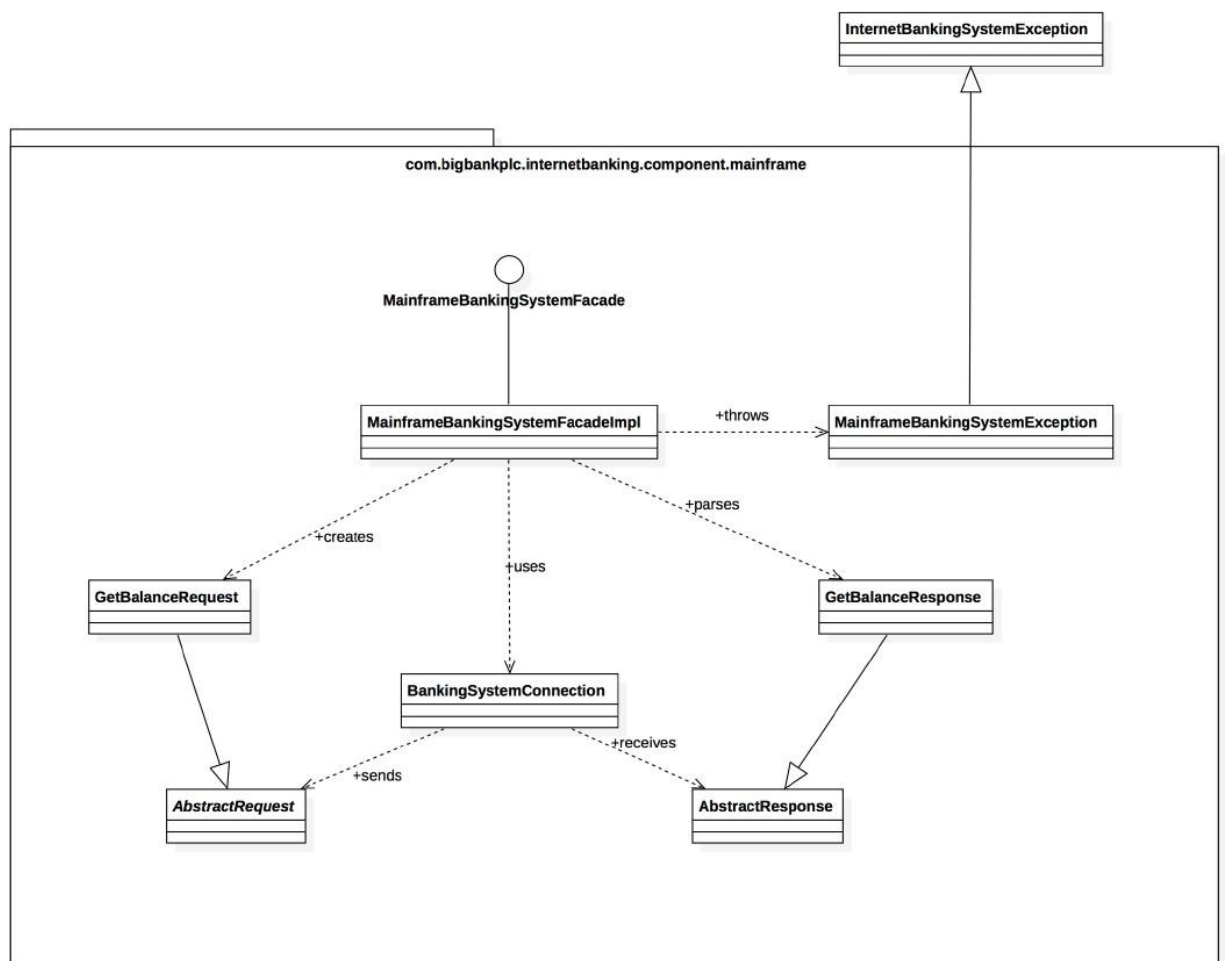 InternetBankingSystemException
com.bigbankplc.internetbanking.component.mainframe
MainframeBankingSystemFacade
MainframeBankingSystemFacadeImpl
+throws
MainframeBankingSystemException
+parses
+creates
+uses
GetBalanceRequest
GetBalanceResponse
BankingSystemConnection
+receives
+sends
AbstractRequest
AbstractResponse